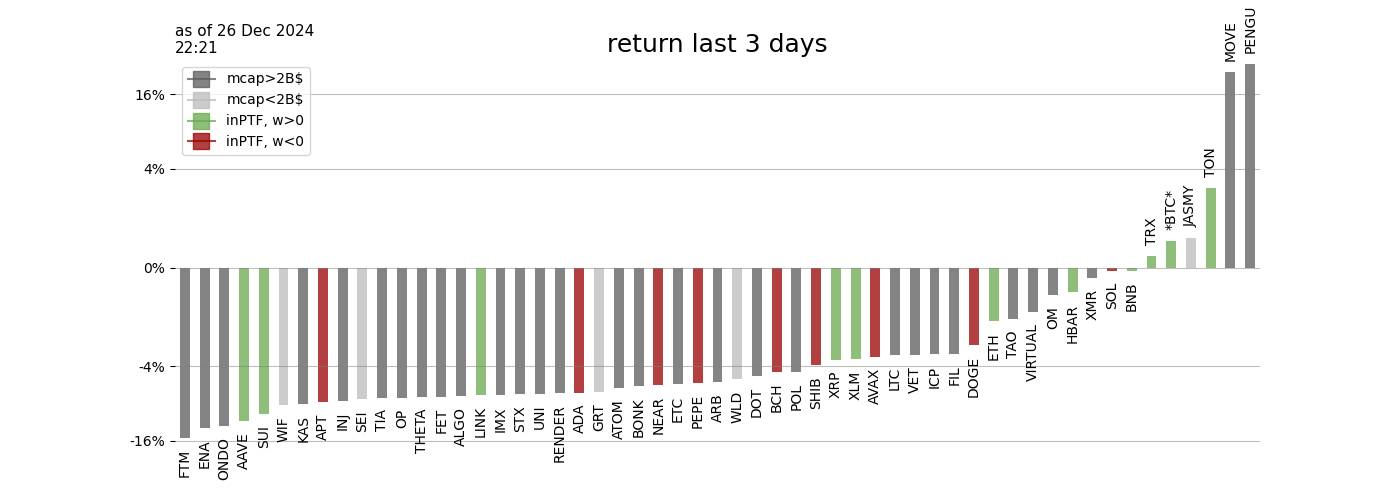 as of 26 Dec 2024
22:21
return last 3 days
mcap>2B$
mcap<2B$
inPTF, w>0
inPTF, w<0
16%
4%
0%
-4%
-16%
FTM
ENA
ONDO
AAVE
SUI
WIF
KAS
APT
INJ
SEI
TIA
OP
THETA
FET
ALGO
LINK
IMX
STX
UNI
RENDER
ADA
GRT
ATOM
BONK
NEAR
ETC
PEPE
ARB
WLD
DOT
BCH
POL
SHIB
XRP
XLM
AVAX
LTC
VET
ICP
FIL
DOGE
ETH
TAO
VIRTUAL
OM
HBAR
XMR
SOL
BNB
TRX
*BTC*
JASMY
TON
MOVE
PENGU